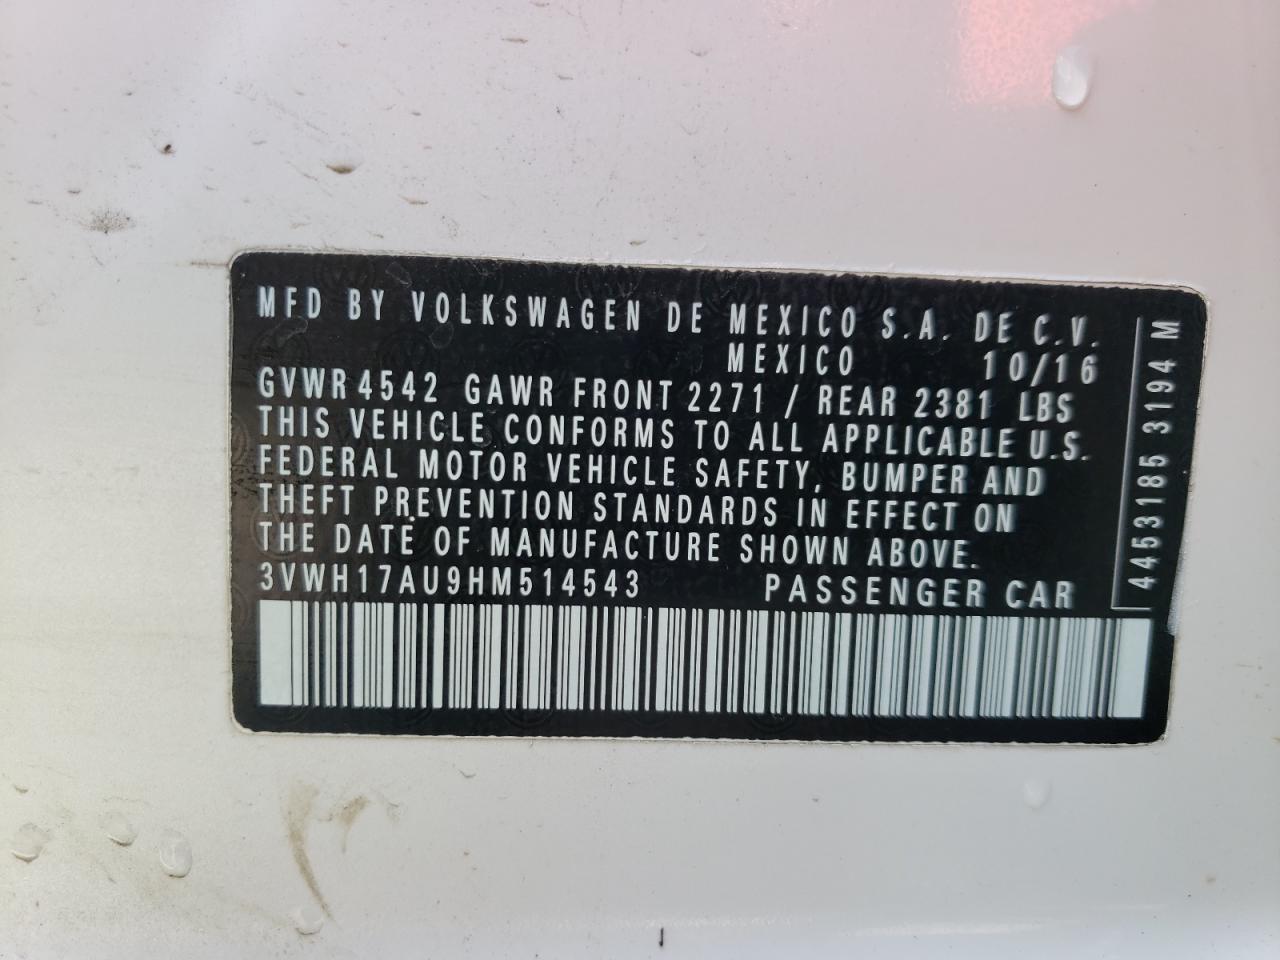 MFD BY VOLKSWAGEN DE MEXICO S.A. DE C.V.
MEXICO 10/16
GVWR 4542 GAWR FRONT 2271 / REAR 2381 LBS
THIS VEHICLE CONFORMS TO ALL APPLICABLE U.S.
FEDERAL MOTOR VEHICLE SAFETY, BUMPER AND
THEFT PREVENTION STANDARDS IN EFFECT ON
THE DATE OF MANUFACTURE SHOWN ABOVE.
3VWH17AU9HM514543 PASSENGER CAR
4453185 3194 M